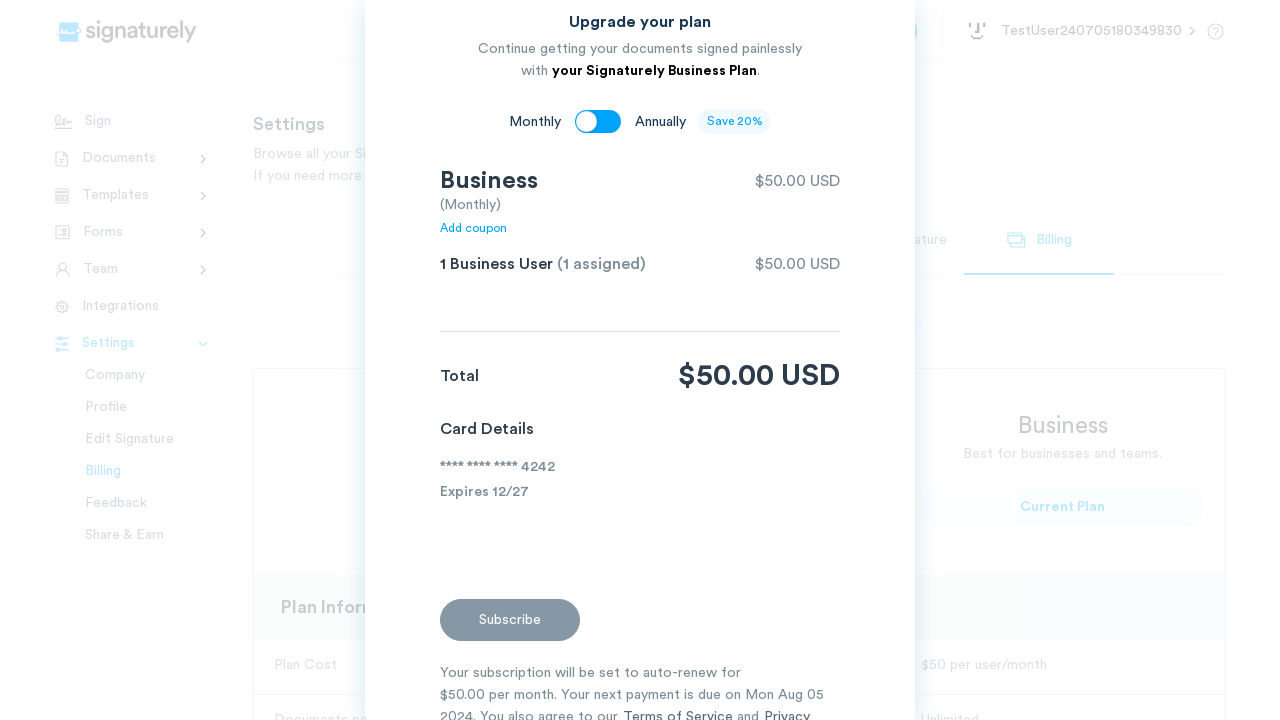 Upgrade your plan
Continue getting your documents signed painlessly
with your Signaturely Business Plan.
Monthly
Annually
Save 20%
Business
$50.00 USD
(Monthly)
Add coupon
1 Business User (1 assigned)
$50.00 USD
Total
$50.00 USD
Card Details
**** **** **** 4242
Expires 12/27
Subscribe
Your subscription will be set to auto-renew for
$50.00 per month. Your next payment is due on Mon Aug 05
2024. You also agree to our Terms of Service and Privacy
signaturely
TestUser240705180349830
Sign
Documents
Templates
Forms
Team
Integrations
Settings
Company
Profile
Edit Signature
Billing
Feedback
Share & Earn
Settings
Browse all your
If you need more
Billing
Business
Best for businesses and teams.
Current Plan
Plan
Plan Cost
$50 per user/month
Documents
Unlimited